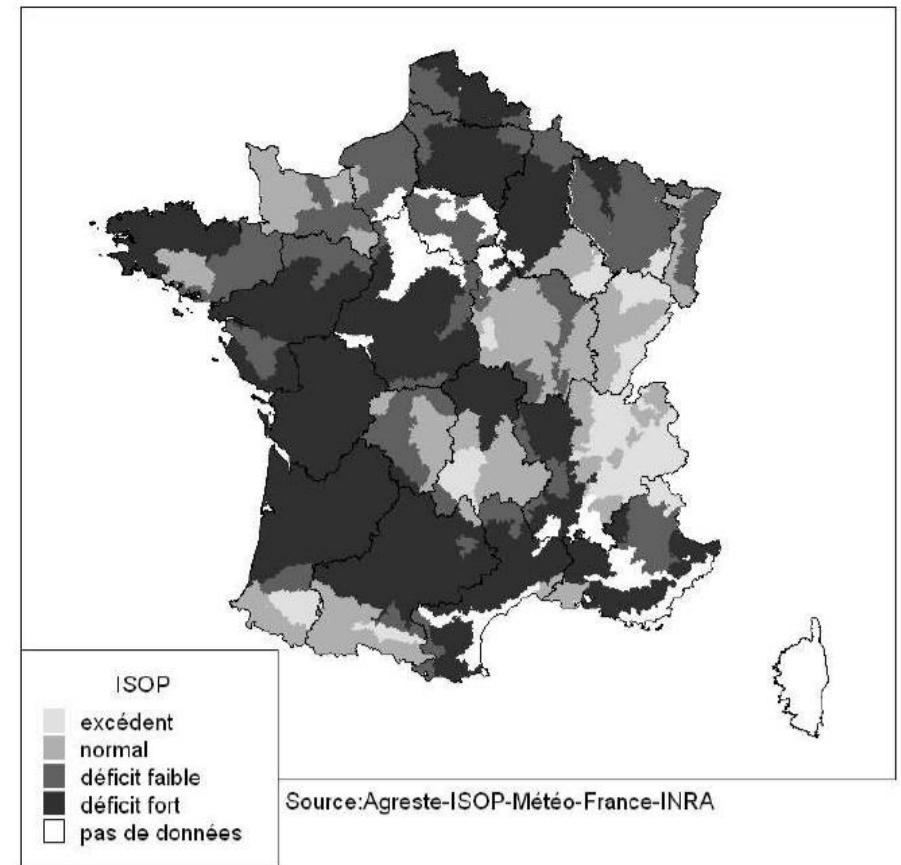 ISOP
excédent
normal
déficit faible
déficit fort
pas de données
Source:Agreste-ISOP-Météo-France-INRA